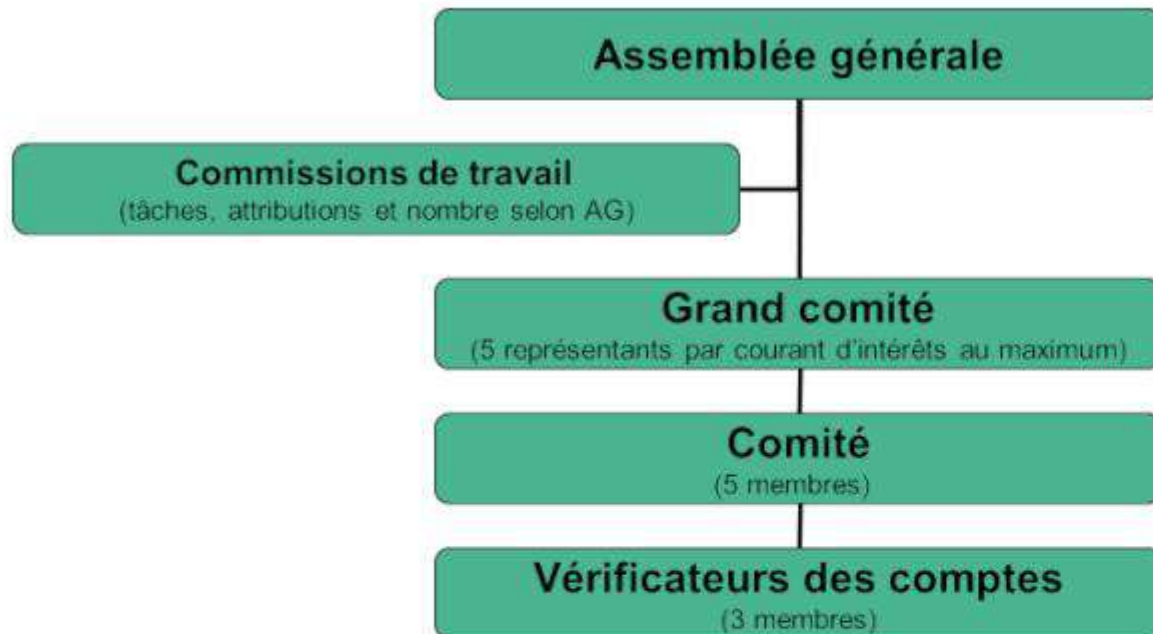 Assemblée générale
Commissions de travail
(tâches, attributions et nombre selon AG)
Grand comité
(5 représentants par courant d'intérêts au maximum)
Comité
(5 membres)
Vérificateurs des comptes
(3 membres)